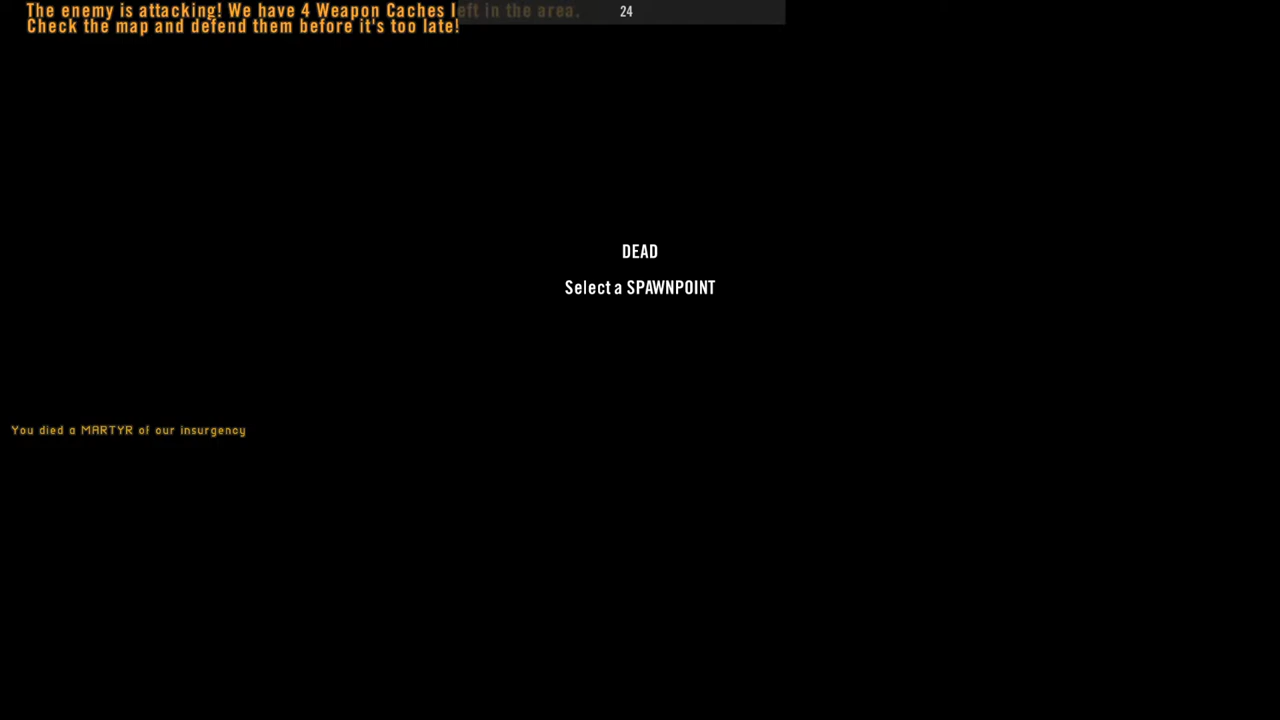 The enemy is attacking! We have 4 Weapon Caches left in the area.
24
Check the map and defend them before it's too late!
DEAD
Select a SPAWNPOINT
You died a MARTYR of our insurgency